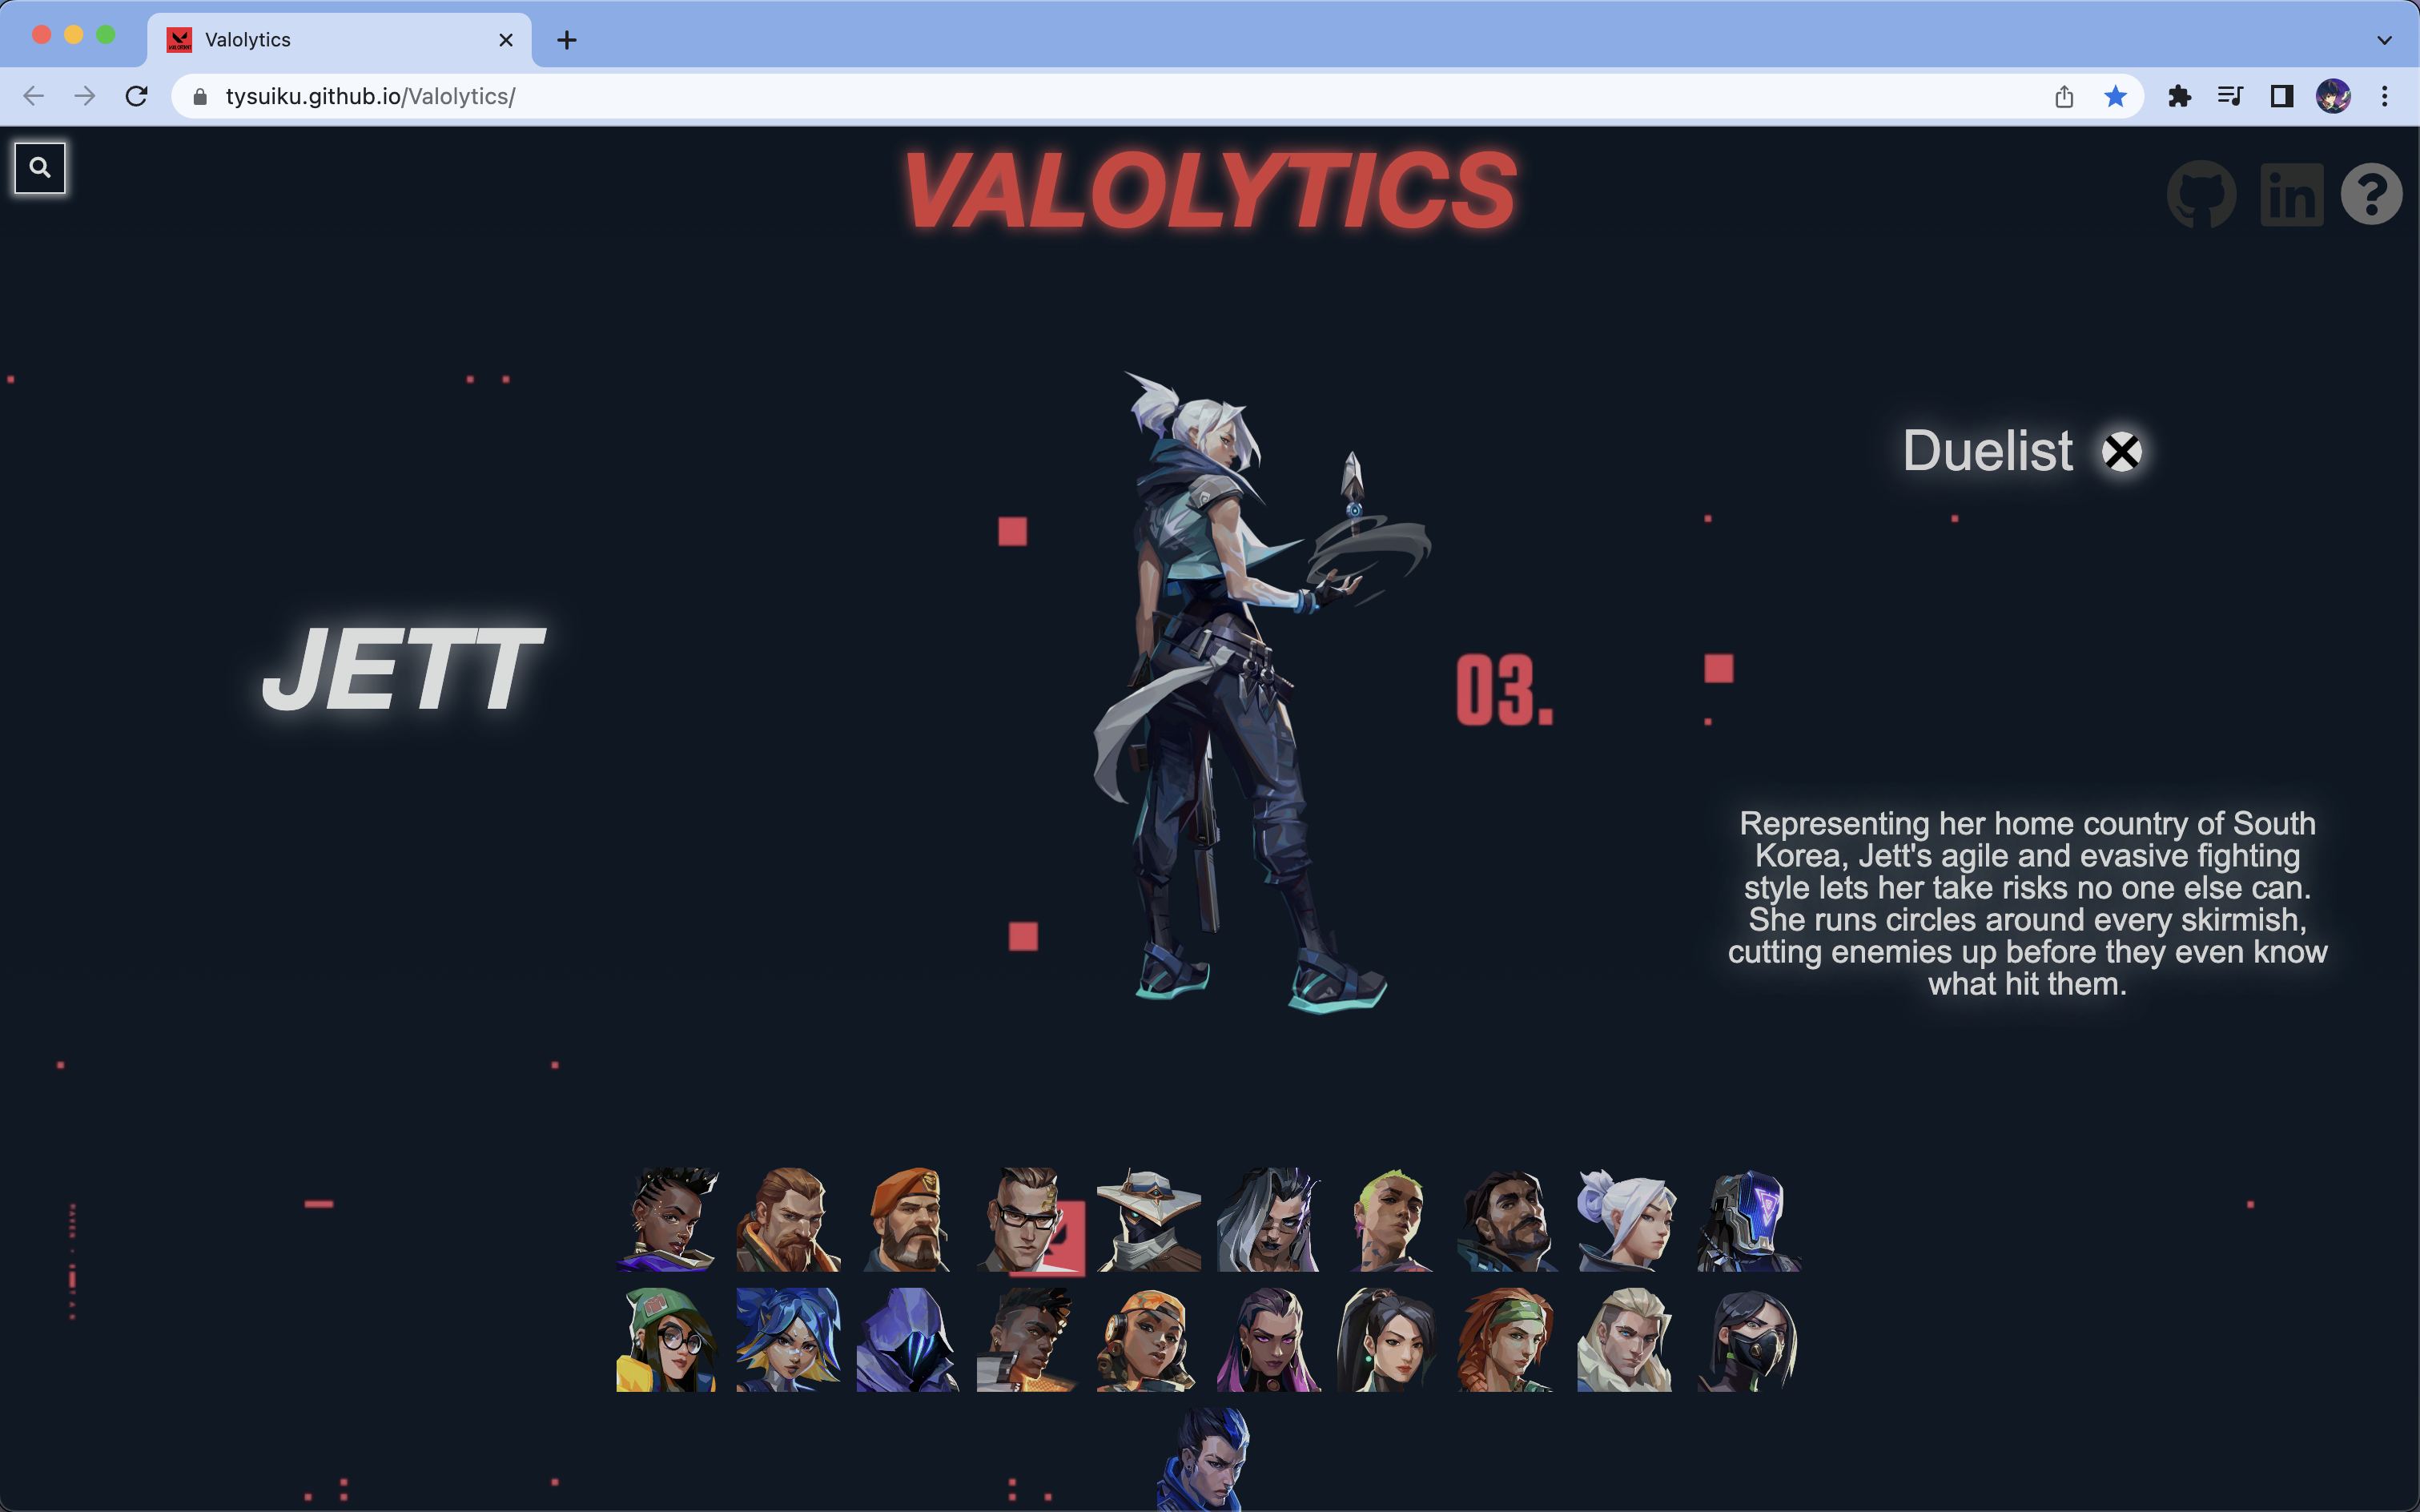 Valolytics
tysuiku.github.io/Valolytics/
VALOLYTICS
in
?
Duelist
JETT
03.
Representing her home country of South
Korea, Jett's agile and evasive fighting
style lets her take risks no one else can.
She runs circles around every skirmish,
cutting enemies up before they even know
what hit them.